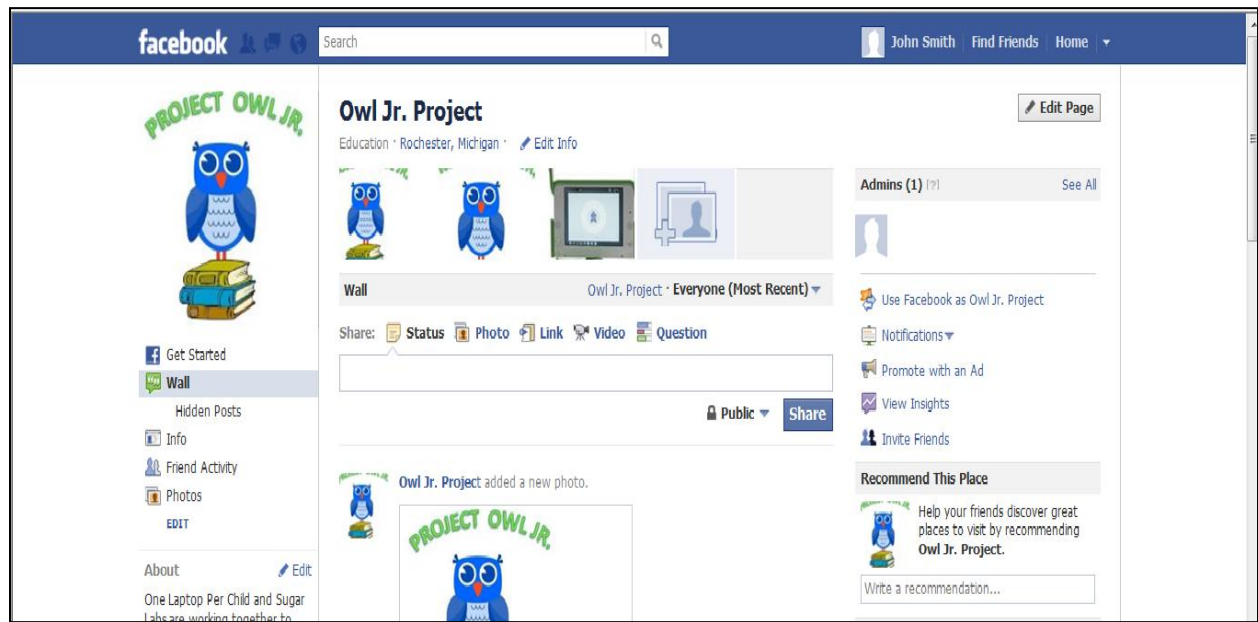 facebook
Search
John Smith
Find Friends
Home
PROJECT OWL JR.
Get Started
Wall
Hidden Posts
Info
Friend Activity
Photos
EDIT
About
Edit
One Laptop Per Child and Sugar
Labs are working together to
Owl Jr. Project
Education · Rochester, Michigan · Edit Info
Edit Page
Wall
Owl Jr. Project · Everyone (Most Recent)
Share: Status Photo Link Video Question
Public
Share
Owl Jr. Project added a new photo.
PROJECT OWL JR.
Admins (1) [?]
See All
Use Facebook as Owl Jr. Project
Notifications
Promote with an Ad
View Insights
Invite Friends
Recommend This Place
Help your friends discover great
places to visit by recommending
Owl Jr. Project.
Write a recommendation...